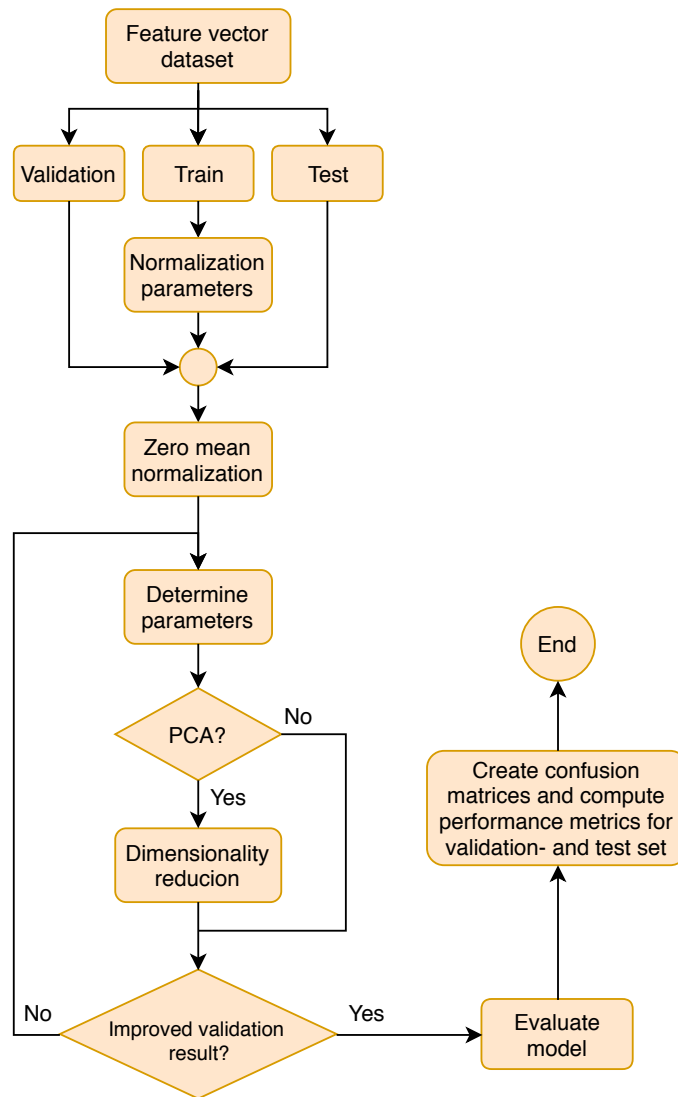 Feature vector
dataset
Validation
Train
Test
Normalization
parameters
Zero mean
normalization
Determine
parameters
PCA?
No
Yes
Dimensionality
reducion
Improved validation
result?
No
Yes
Evaluate
model
Create confusion
matrices and compute
performance metrics for
validation- and test set
End